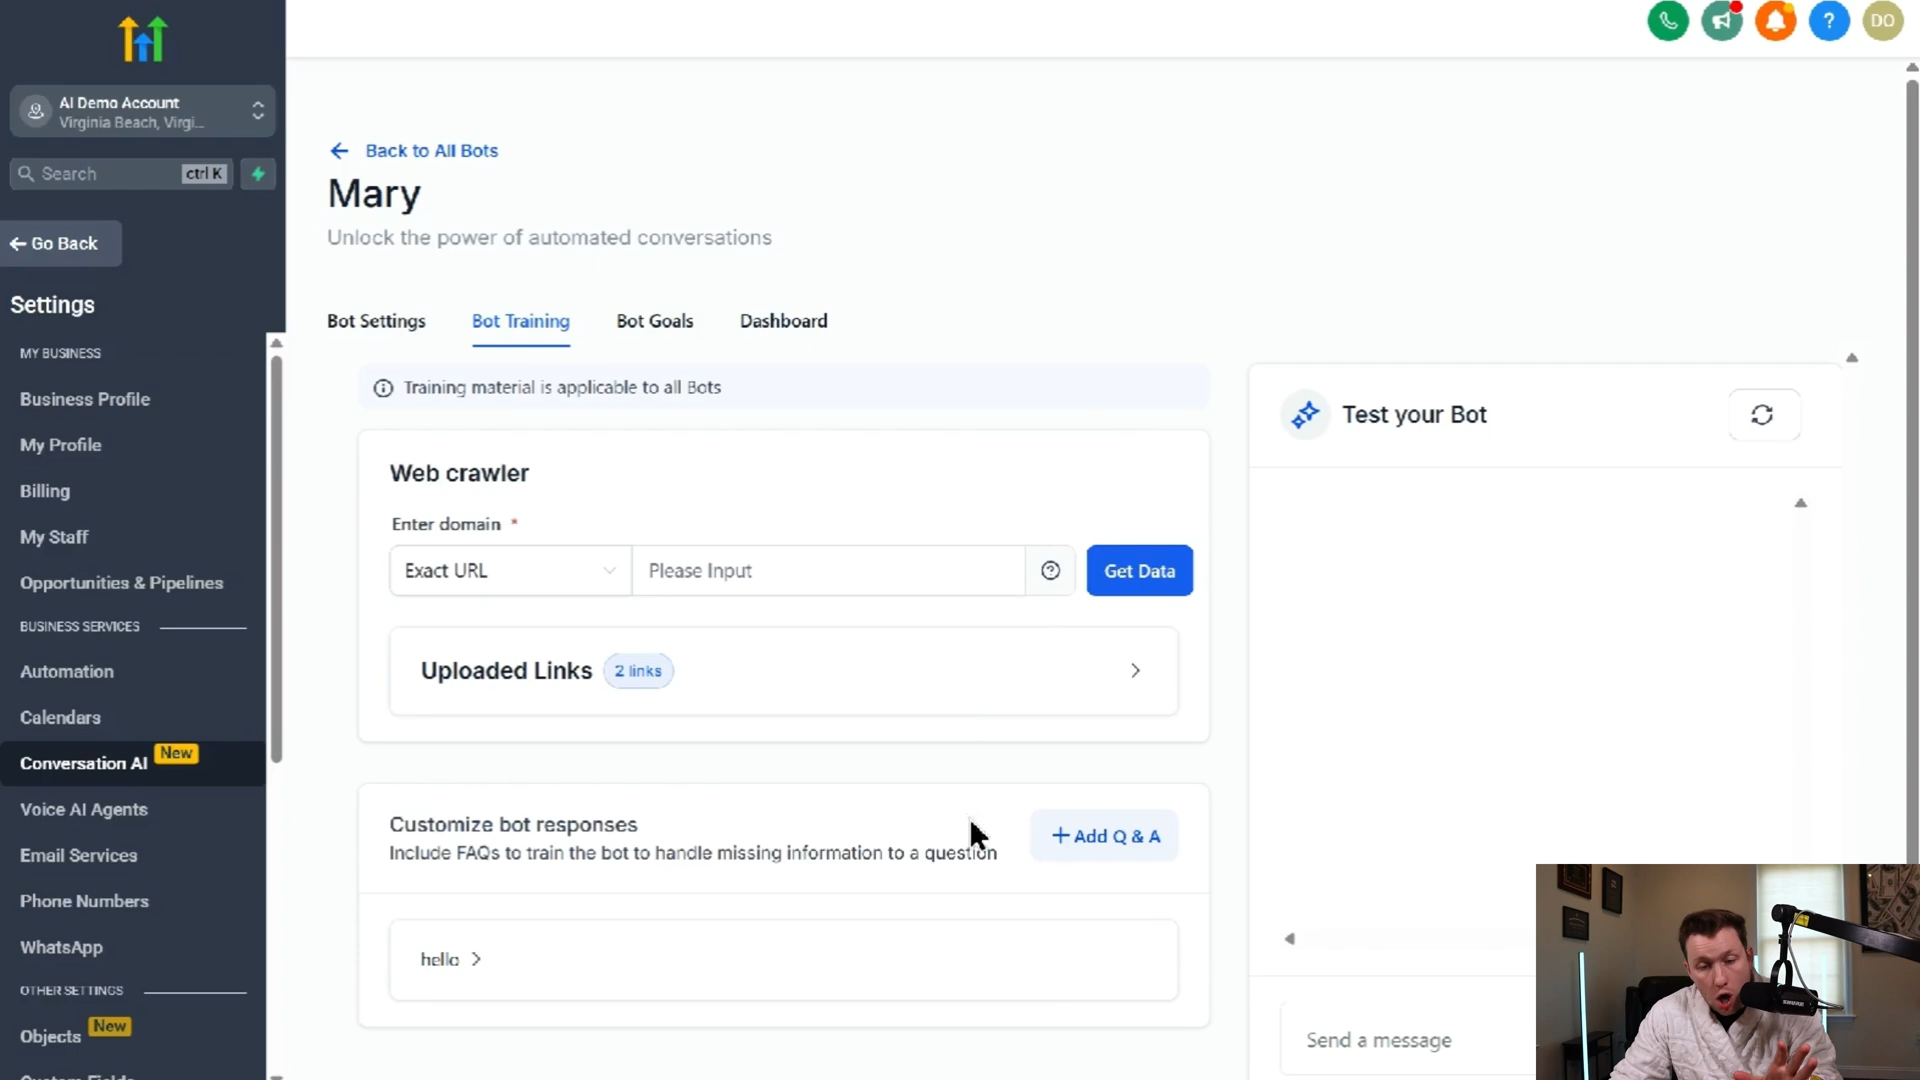 AI Demo Account
Virginia Beach, Virgi...
Search
ctrl K
Go Back
Settings
MY BUSINESS
Business Profile
My Profile
Billing
My Staff
Opportunities & Pipelines
BUSINESS SERVICES
Automation
Calendars
Conversation AI
New
Voice AI Agents
Email Services
Phone Numbers
WhatsApp
OTHER SETTINGS
Objects
New
Custom Fields
DO
Back to All Bots
Mary
Unlock the power of automated conversations
Bot Settings
Bot Training
Bot Goals
Dashboard
Training material is applicable to all Bots
Web crawler
Enter domain *
Exact URL
Please Input
Get Data
Uploaded Links
2 links
Customize bot responses
Include FAQs to train the bot to handle missing information to a question
+ Add Q & A
hello
Test your Bot
Send a message
SHURE